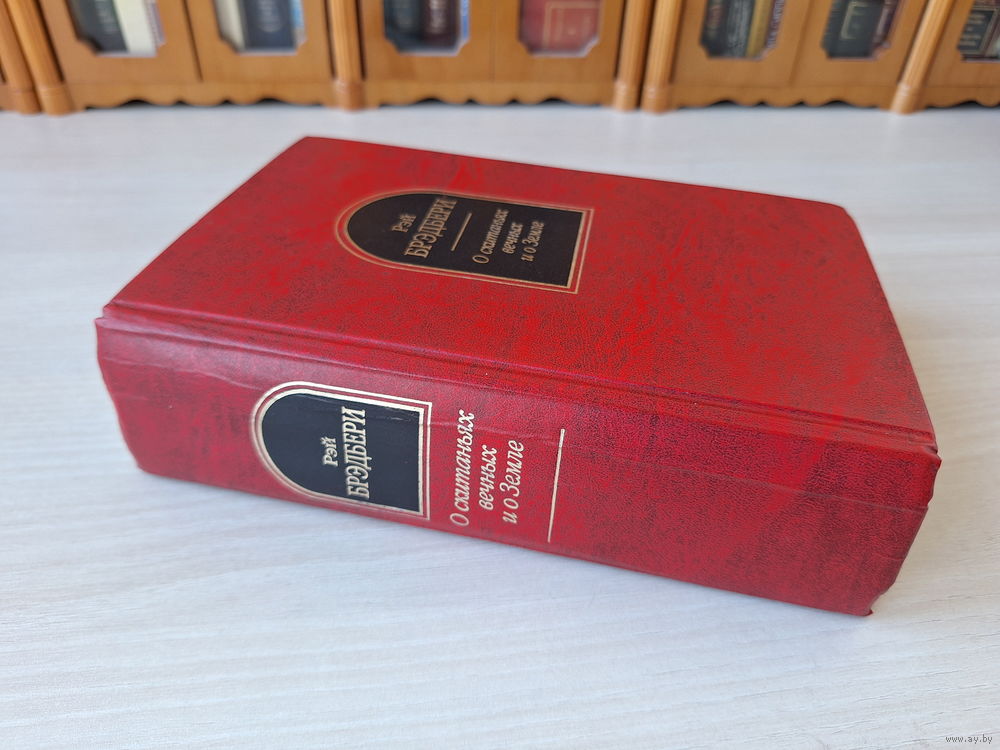 Рэй
БРЭДБЕРИ
О скитаньях
вечных
и о Земле
Рэй
БРЭДБЕРИ
О скитаньях
вечных
и о Земле
www.ay.by